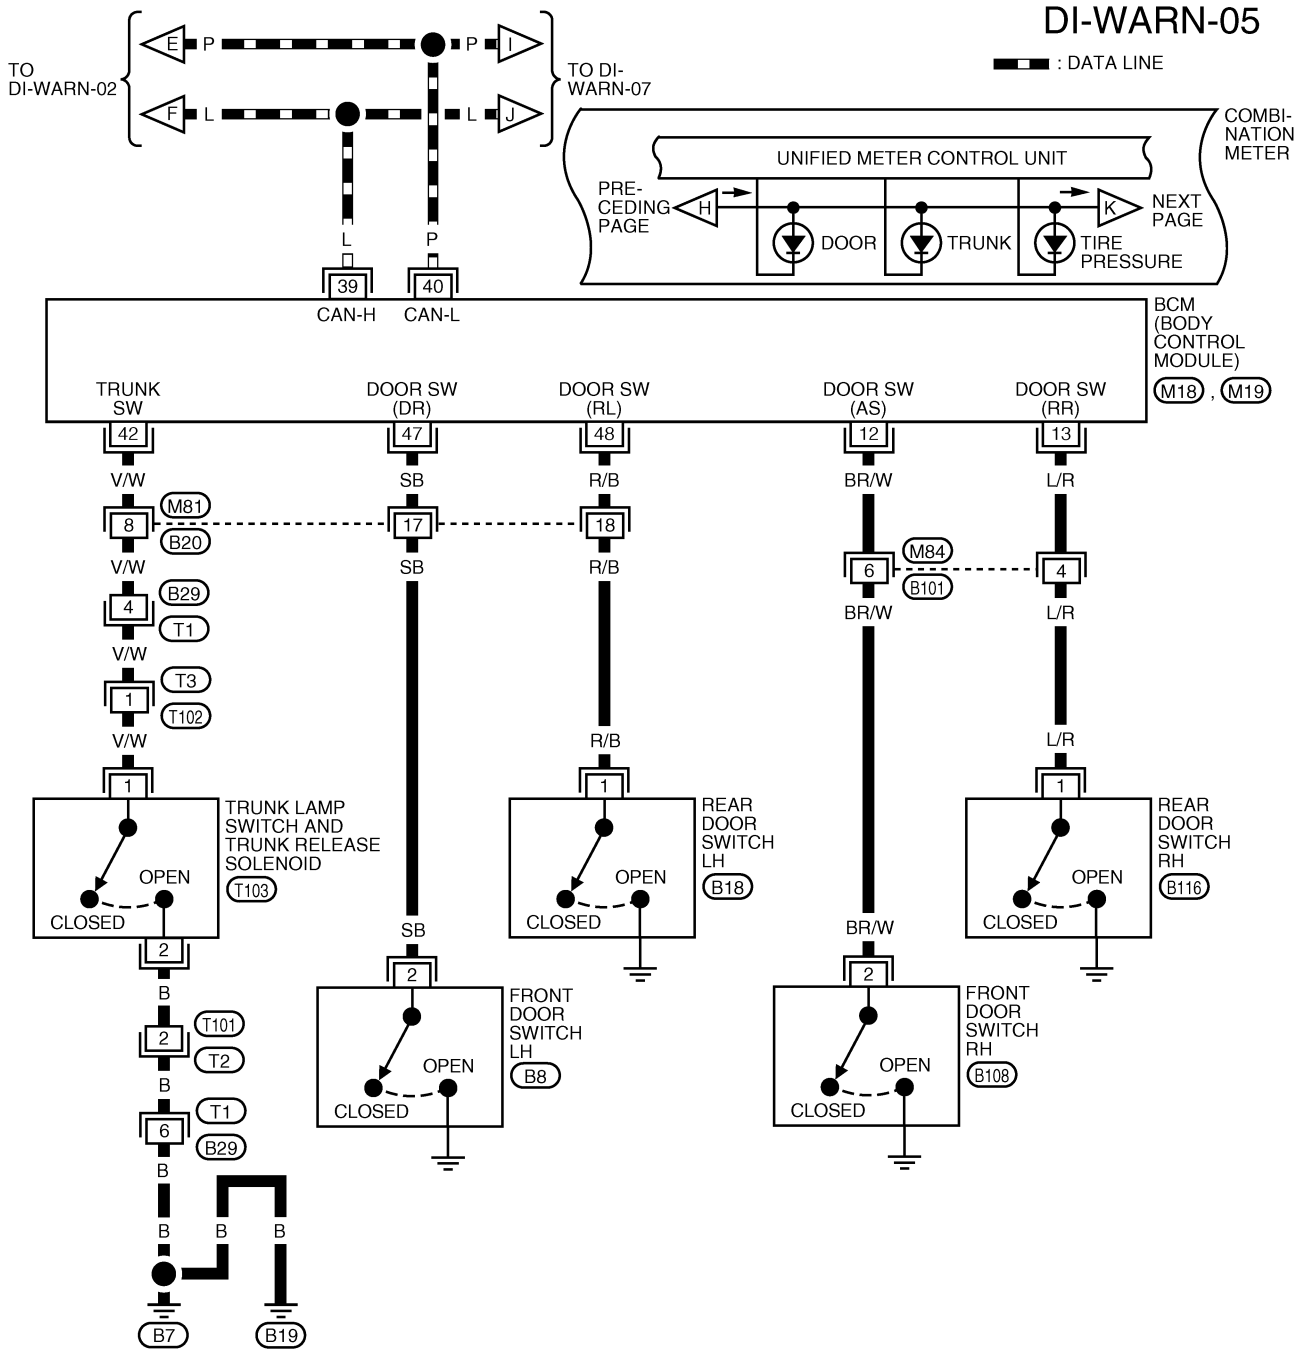 DI-WARN-05
: DATA LINE
TO
DI-WARN-02
E
P
P
I
F
L
L
J
TO DI-
WARN-07
COMBI-
NATION
METER
UNIFIED METER CONTROL UNIT
PRE-
CEDING
PAGE
H
K
NEXT
PAGE
DOOR
TRUNK
TIRE
PRESSURE
L
P
39
40
CAN-H
CAN-L
BCM
(BODY
CONTROL
MODULE)
M18 , M19
TRUNK
SW
DOOR SW
(DR)
DOOR SW
(RL)
DOOR SW
(AS)
DOOR SW
(RR)
42
47
48
12
13
V/W
SB
R/B
BR/W
L/R
8
M81
B20
17
18
V/W
SB
R/B
6
M84
B101
4
BR/W
L/R
4
B29
T1
V/W
1
T3
T102
V/W
R/B
L/R
1
1
1
TRUNK LAMP
SWITCH AND
TRUNK RELEASE
SOLENOID
T103
OPEN
CLOSED
REAR
DOOR
SWITCH
LH
B18
OPEN
CLOSED
REAR
DOOR
SWITCH
RH
B116
OPEN
CLOSED
SB
BR/W
2
2
2
B
FRONT
DOOR
SWITCH
LH
B8
OPEN
CLOSED
FRONT
DOOR
SWITCH
RH
B108
OPEN
CLOSED
2
T101
T2
B
6
T1
B29
B
B
B
B
B7
B19